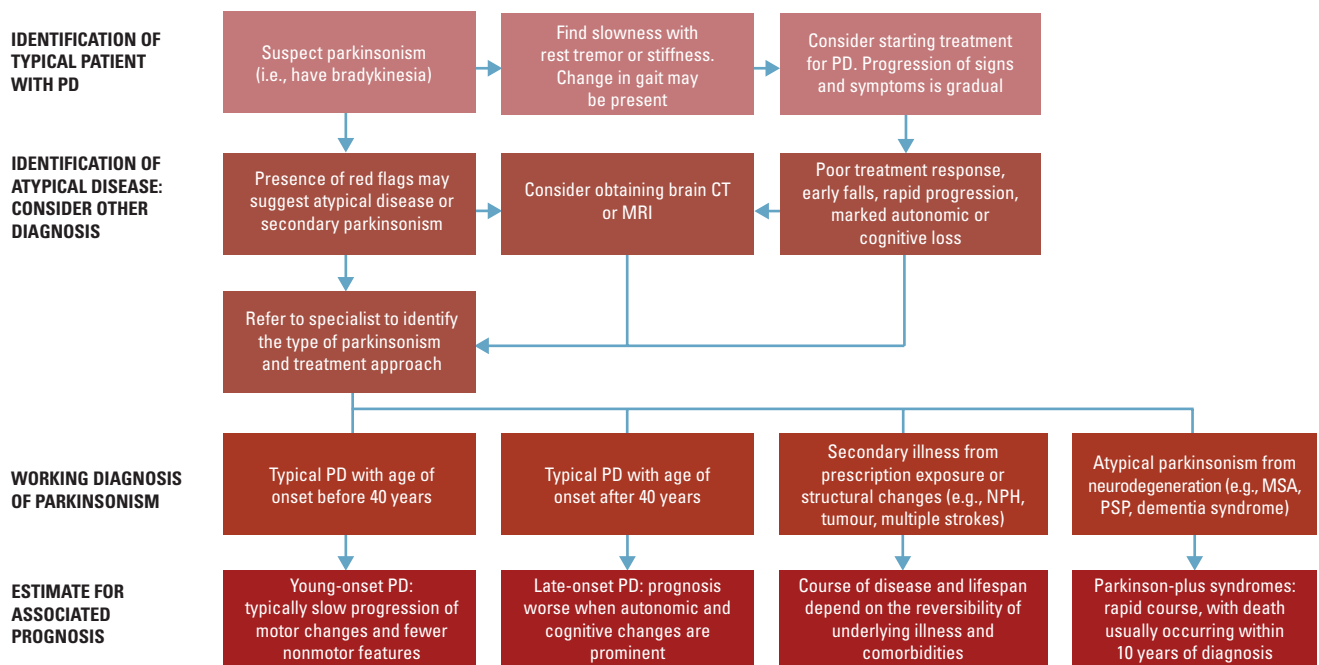 IDENTIFICATION OF
TYPICAL PATIENT
WITH PD
Suspect parkinsonism
(i.e., have bradykinesia)
Find slowness with
rest tremor or stiffness.
Change in gait may
be present
Consider starting treatment
for PD. Progression of signs
and symptoms is gradual
IDENTIFICATION OF
ATYPICAL DISEASE:
CONSIDER OTHER
DIAGNOSIS
Presence of red flags may
suggest atypical disease or
secondary parkinsonism
Consider obtaining brain CT
or MRI
Poor treatment response,
early falls, rapid progression,
marked autonomic or
cognitive loss
Refer to specialist to identify
the type of parkinsonism
and treatment approach
WORKING DIAGNOSIS
OF PARKINSONISM
Typical PD with age of
onset before 40 years
Typical PD with age of
onset after 40 years
Secondary illness from
prescription exposure or
structural changes (e.g., NPH,
tumour, multiple strokes)
Atypical parkinsonism from
neurodegeneration (e.g., MSA,
PSP, dementia syndrome)
ESTIMATE FOR
ASSOCIATED
PROGNOSIS
Young-onset PD:
typically slow progression of
motor changes and fewer
nonmotor features
Late-onset PD: prognosis
worse when autonomic and
cognitive changes are
prominent
Course of disease and lifespan
depend on the reversibility of
underlying illness and
comorbidities
Parkinson-plus syndromes:
rapid course, with death
usually occurring within
10 years of diagnosis